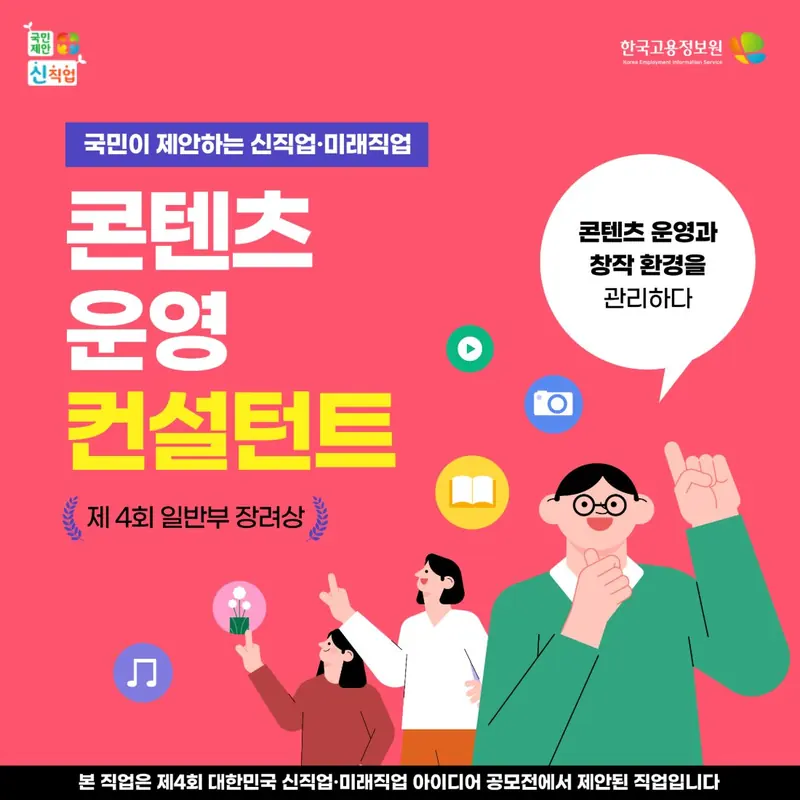 국민
제안
신직업
한국고용정보원
Korea Employment Information Service
국민이 제안하는 신직업·미래직업
콘텐츠
운영
컨설턴트
제 4회 일반부 장려상
콘텐츠 운영과
창작 환경을
관리하다
본 직업은 제4회 대한민국 신직업·미래직업 아이디어 공모전에서 제안된 직업입니다